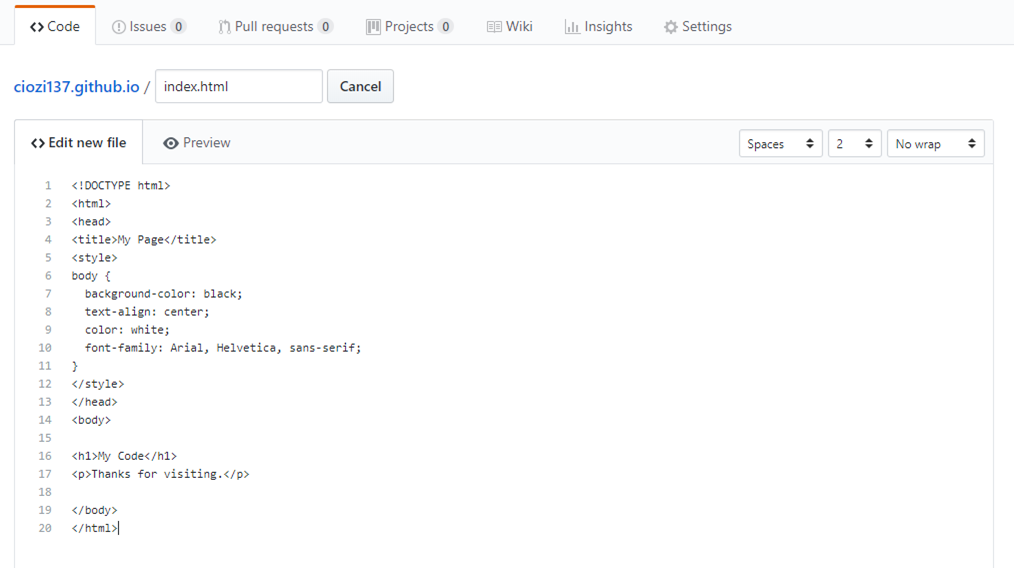 Code Issues 0 Pull requests 0 Projects 0 Wiki Insights Settings
ciozi137.github.io / index.html Cancel
<> Edit new file Preview Spaces 2 No wrap
1 <!DOCTYPE html>
2 <html>
3 <head>
4 <title>My Page</title>
5 <style>
6 body {
7   background-color: black;
8   text-align: center;
9   color: white;
10   font-family: Arial, Helvetica, sans-serif;
11 }
12 </style>
13 </head>
14 <body>
15
16 <h1>My Code</h1>
17 <p>Thanks for visiting.</p>
18
19 </body>
20 </html>